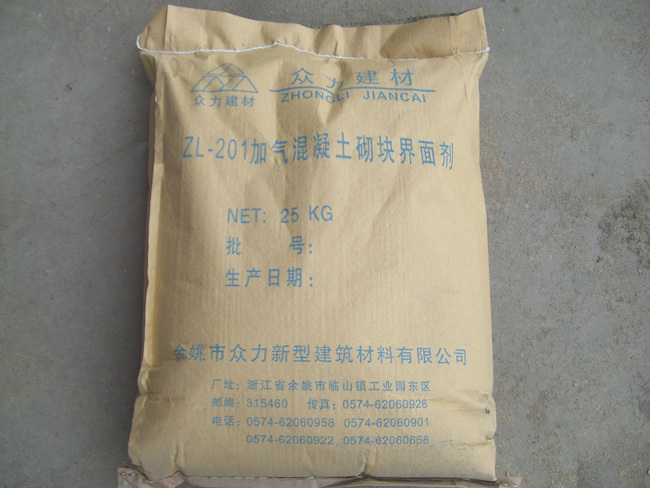 众力建材
ZHONGLI JIANCAI
众力建材
ZL-201加气混凝土砌块界面剂
NET: 25 KG
批 号:
生产日期:
余姚市众力新型建筑材料有限公司
厂址: 浙江省余姚市临山镇工业园东区
邮编: 315460 传真: 0574-62060926
电话: 0574-62060958 0574-62060901
0574-62060922 0574-62060658